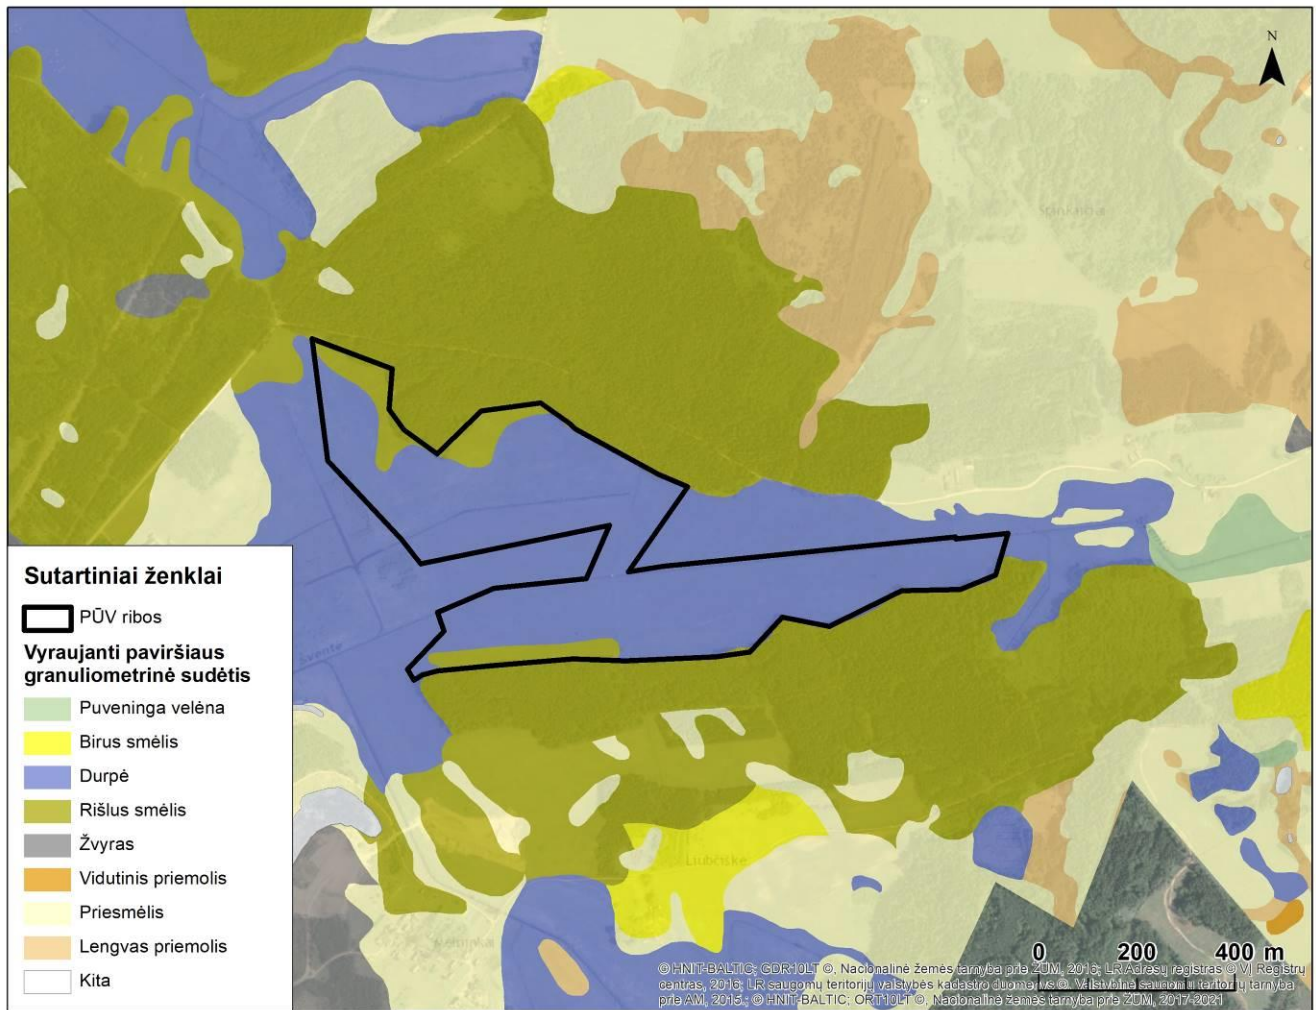 N
Švento
Liubčiškė
Sutartiniai ženklai
PŪV ribos
Vyraujanti paviršiaus
granuliometrinė sudėtis
Puveninga velėna
Birus smėlis
Durpė
Rišlus smėlis
Žvyras
Vidutinis priemolis
Priesmėlis
Lengvas priemolis
Kita
0 200 400 m
© HNIT-BALTIC; GDR10LT ©, Nacionalinė žemės tarnyba prie ŽŪM, 2016; LR Adresų registras © VĮ Registrų
centras, 2016; LR saugomų teritorijų valstybės kadastro duomenys ©, Valstybinė saugomų teritorijų tarnyba
prie AM, 2015.; © HNIT-BALTIC; ORT10LT ©, Nacionalinė žemės tarnyba prie ŽŪM, 2017-2021